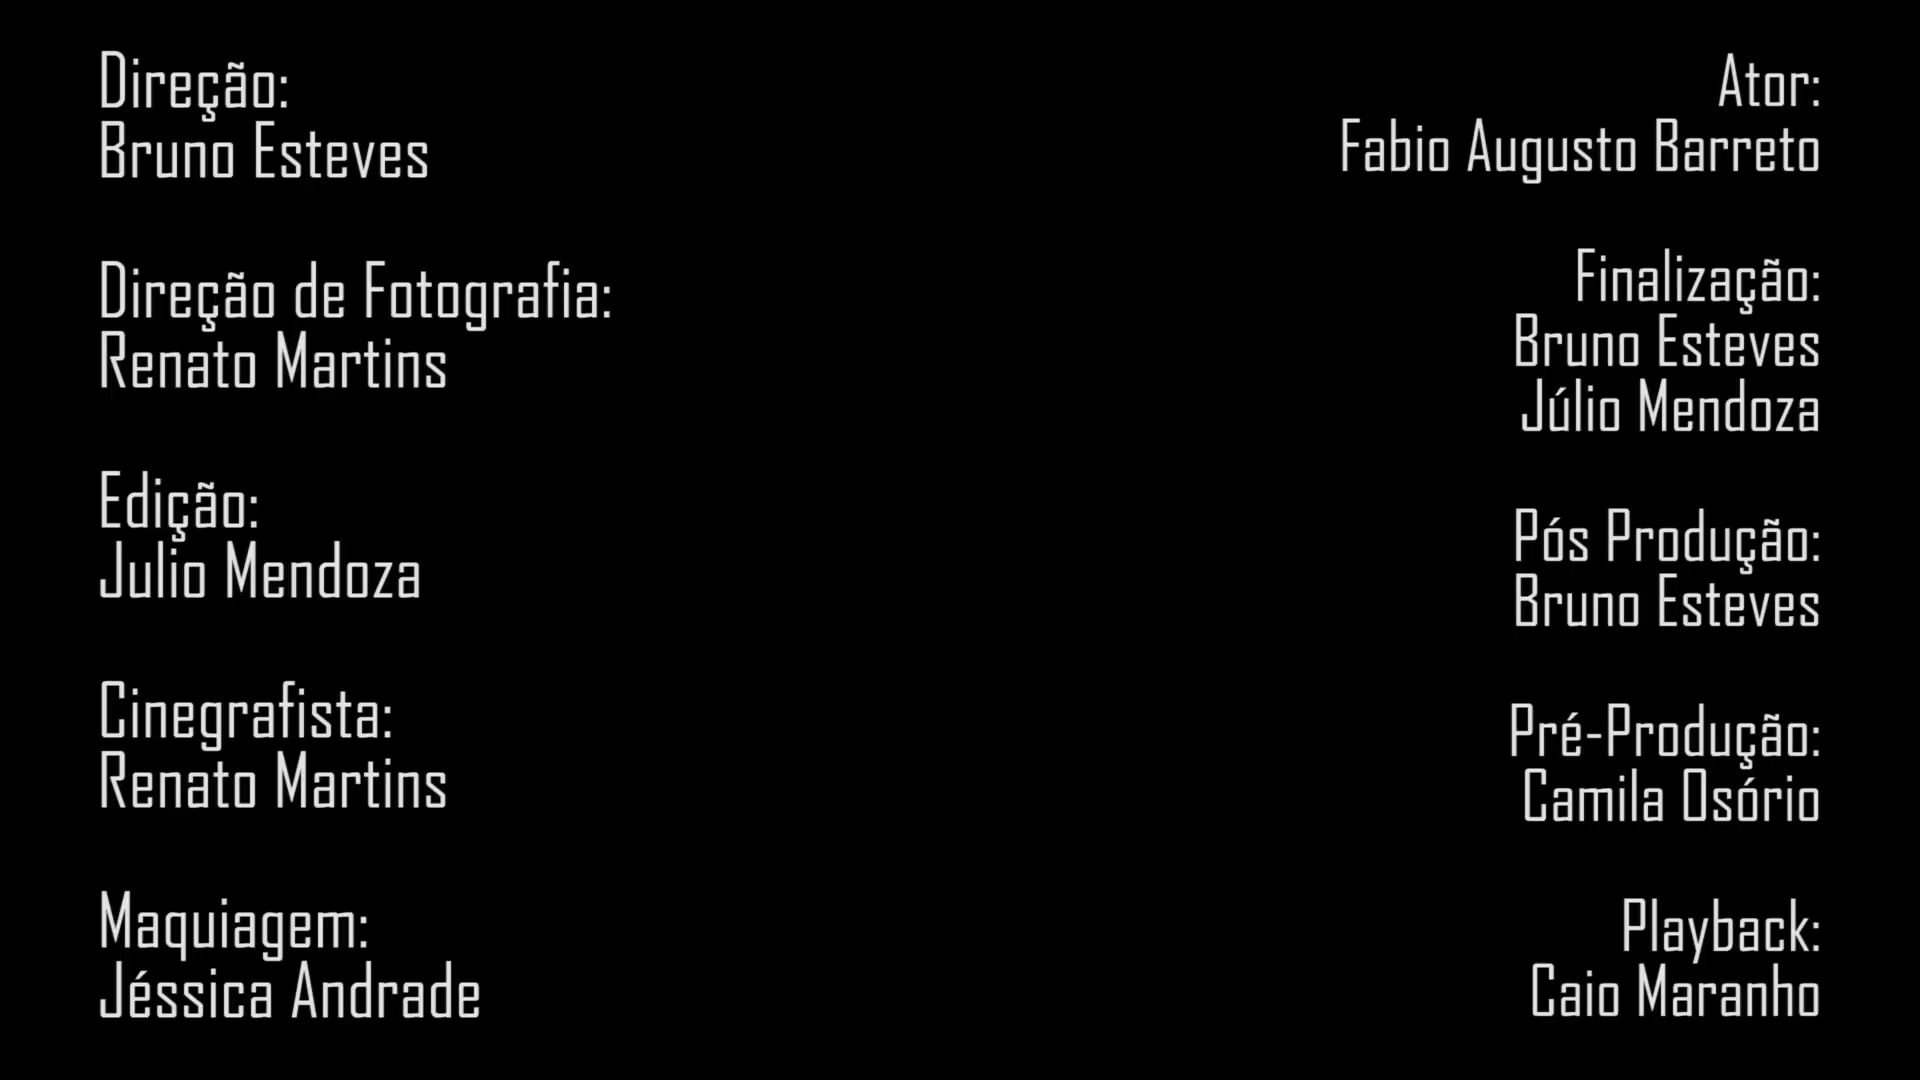 Direção:
Bruno Esteves
Direção de Fotografia:
Renato Martins
Edição:
Julio Mendoza
Cinegrafista:
Renato Martins
Maquiagem:
Jéssica Andrade
Ator:
Fabio Augusto Barreto
Finalização:
Bruno Esteves
Júlio Mendoza
Pós Produção:
Bruno Esteves
Pré-Produção:
Camila Osório
Playback:
Caio Maranho